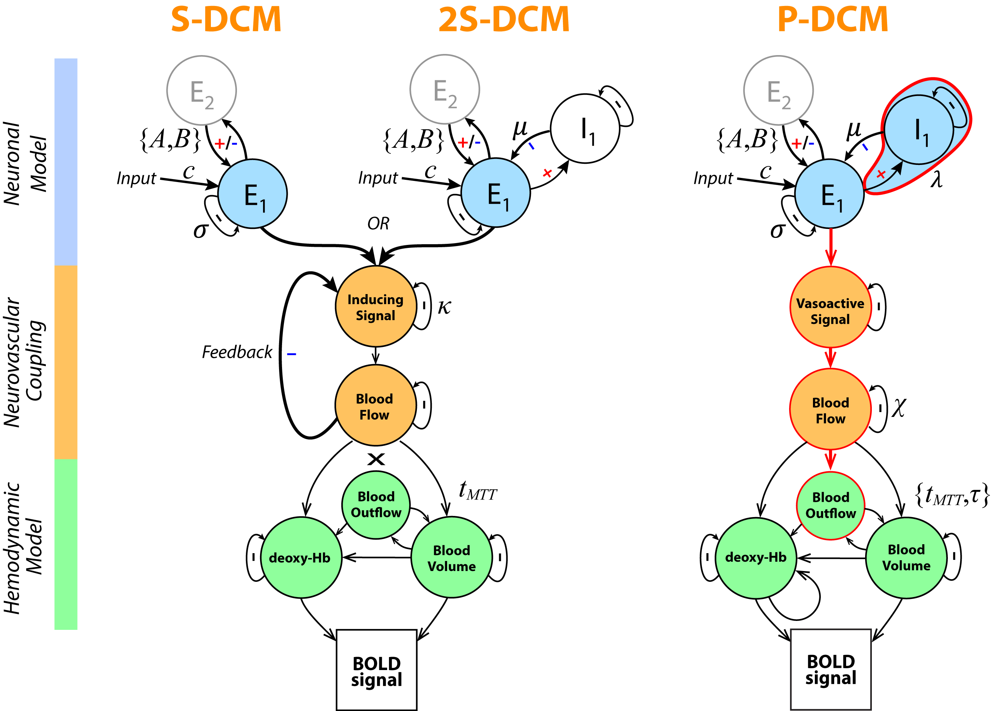 S-DCM
2S-DCM
P-DCM
Neuronal
Model
Neurovascular
Coupling
Hemodynamic
Model
E2
{A,B}
+/-
Input
c
E1
-
σ
E2
{A,B}
+/-
Input
c
E1
-
μ
-
+
I1
-
OR
Inducing
Signal
-
κ
Feedback
-
Blood
Flow
-
x
tMTT
Blood
Outflow
deoxy-Hb
-
Blood
Volume
-
BOLD
signal
E2
{A,B}
+/-
Input
c
E1
-
σ
μ
-
+
I1
-
λ
Vasoactive
Signal
-
Blood
Flow
-
χ
{tMTT,τ}
Blood
Outflow
deoxy-Hb
-
Blood
Volume
-
BOLD
signal